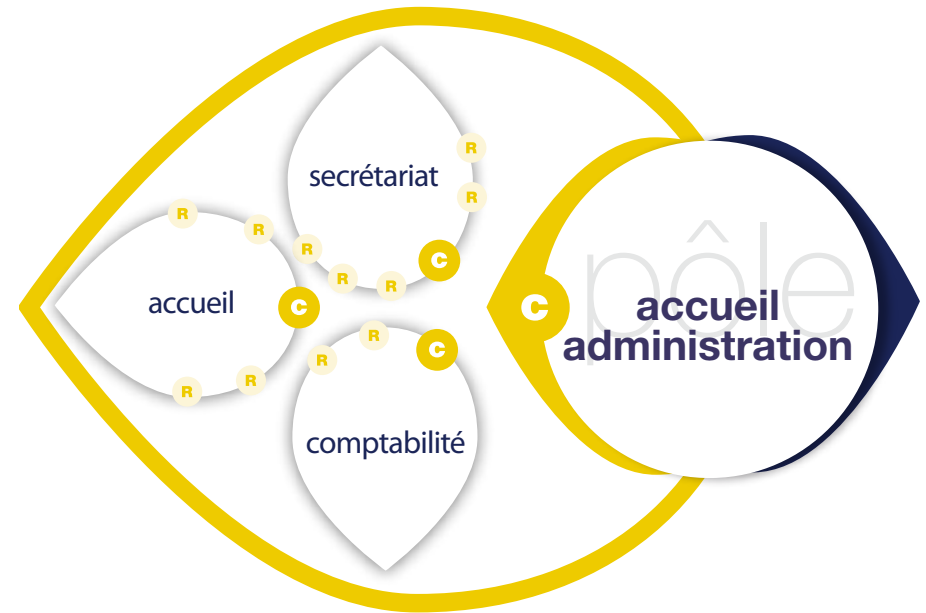 R
R
secrétariat
R
R
R
C
R
R
accueil
C
R
R
R
R
C
comptabilité
pôle
C
accueil
administration